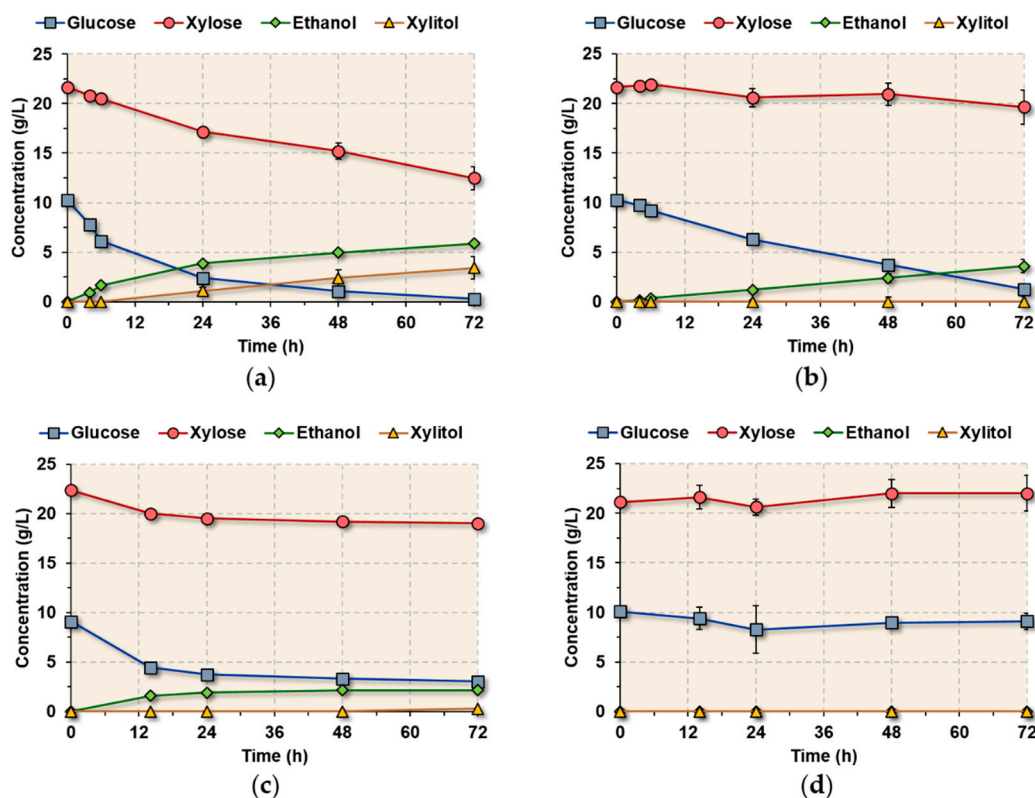 Glucose Xylose Ethanol Xylitol
25
20
15
10
5
0
Concentration (g/L)
0 12 24 36 48 60 72
Time (h)
(a)
Glucose Xylose Ethanol Xylitol
25
20
15
10
5
0
Concentration (g/L)
0 12 24 36 48 60 72
Time (h)
(b)
Glucose Xylose Ethanol Xylitol
25
20
15
10
5
0
Concentration (g/L)
0 12 24 36 48 60 72
Time (h)
(c)
Glucose Xylose Ethanol Xylitol
25
20
15
10
5
0
Concentration (g/L)
0 12 24 36 48 60 72
Time (h)
(d)